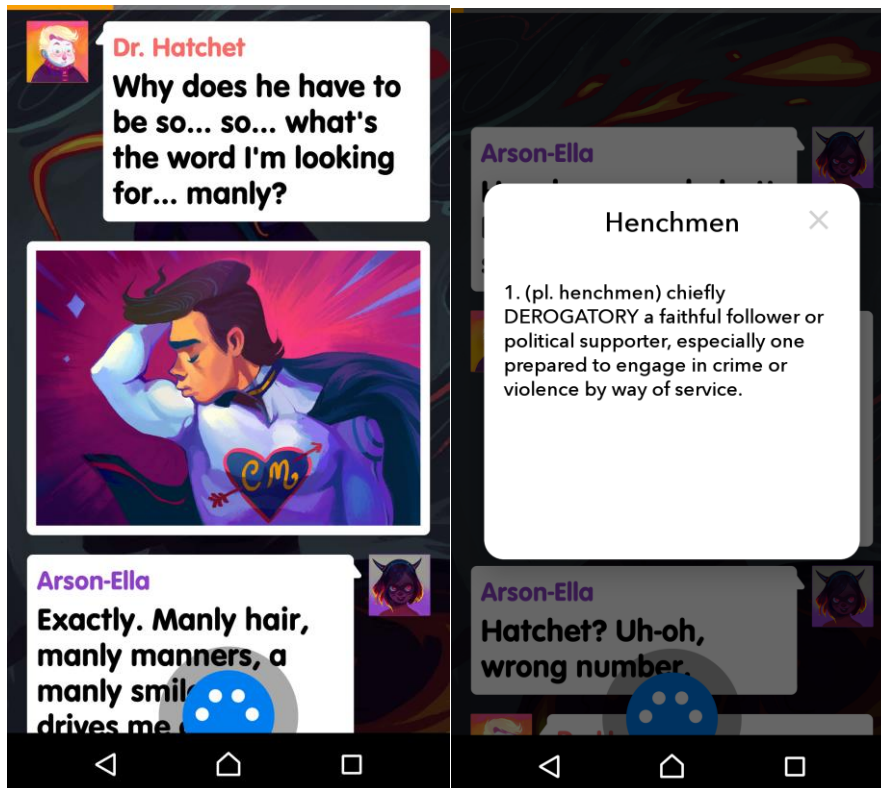 Dr. Hatchet
Why does he have to
be so... so... what's
the word I'm looking
for... manly?
CM
Arson-Ella
Exactly. Manly hair,
manly manners, a
manly
drives me
Arson-Ella
Henchmen
1. (pl. henchmen) chiefly
DEROGATORY a faithful follower or
political supporter, especially one
prepared to engage in crime or
violence by way of service.
Arson-Ella
Hatchet? Uh-oh,
wrong number.